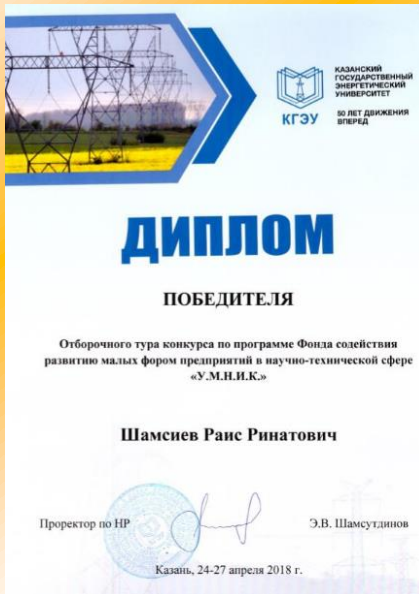 КГЭУ
КАЗАНСКИЙ
ГОСУДАРСТВЕННЫЙ
ЭНЕРГЕТИЧЕСКИЙ
УНИВЕРСИТЕТ
50 ЛЕТ ДВИЖЕНИЯ
ВПЕРЕД
ДИПЛОМ
ПОБЕДИТЕЛЯ
Отборочного тура конкурса по программе Фонда содействия
развитию малых фором предприятий в научно-технической сфере
«У.М.Н.И.К.»
Шамсиев Раис Ринатович
Проректор по НР
Э.В. Шамсутдинов
Казань, 24-27 апреля 2018 г.